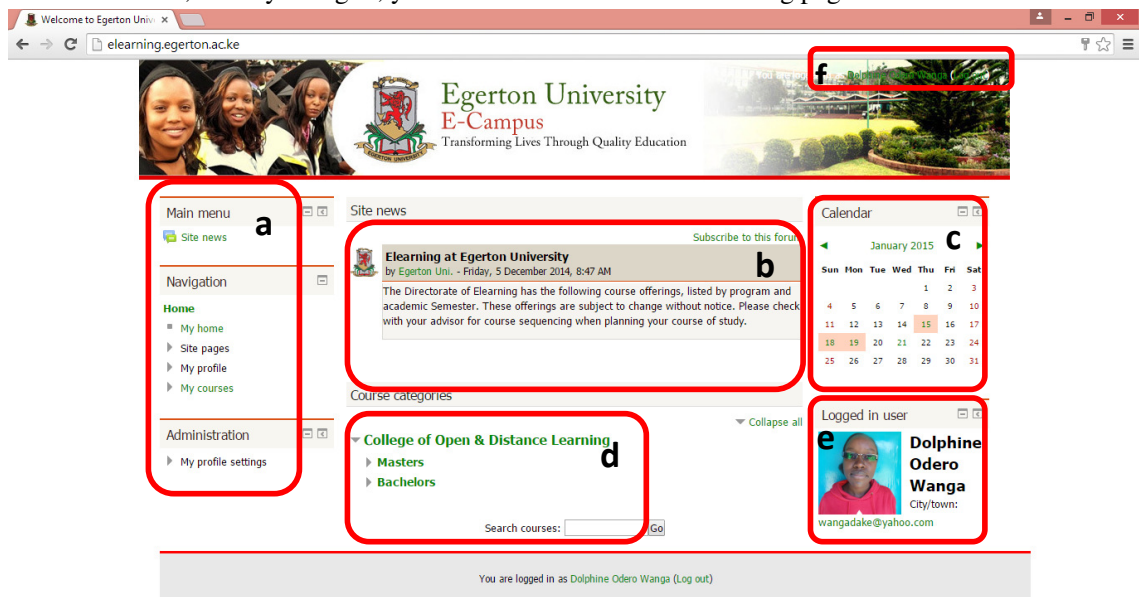 Welcome to Egerton Univ
elearning.egerton.ac.ke
f
You are
Wanga
Egerton University
E-Campus
Transforming Lives Through Quality Education
EGERTON UNIVERSITY
Main menu
a
Site news
Navigation
Home
My home
Site pages
My profile
My courses
Administration
My profile settings
Site news
Subscribe to this forum
Elearning at Egerton University
b
by Egerton Uni. - Friday, 5 December 2014, 8:47 AM
The Directorate of Elearning has the following course offerings, listed by program and
academic Semester. These offerings are subject to change without notice. Please check
with your advisor for course sequencing when planning your course of study.
Course categories
Collapse all
College of Open & Distance Learning
d
Masters
Bachelors
Search courses: Go
Calendar
January 2015
c
Sun Mon Tue Wed Thu Fri Sat
1 2 3
4 5 6 7 8 9 10
11 12 13 14 15 16 17
18 19 20 21 22 23 24
25 26 27 28 29 30 31
Logged in user
e
Dolphine
Odero
Wanga
City/town:
wangadake@yahoo.com
You are logged in as Dolphine Odero Wanga (Log out)